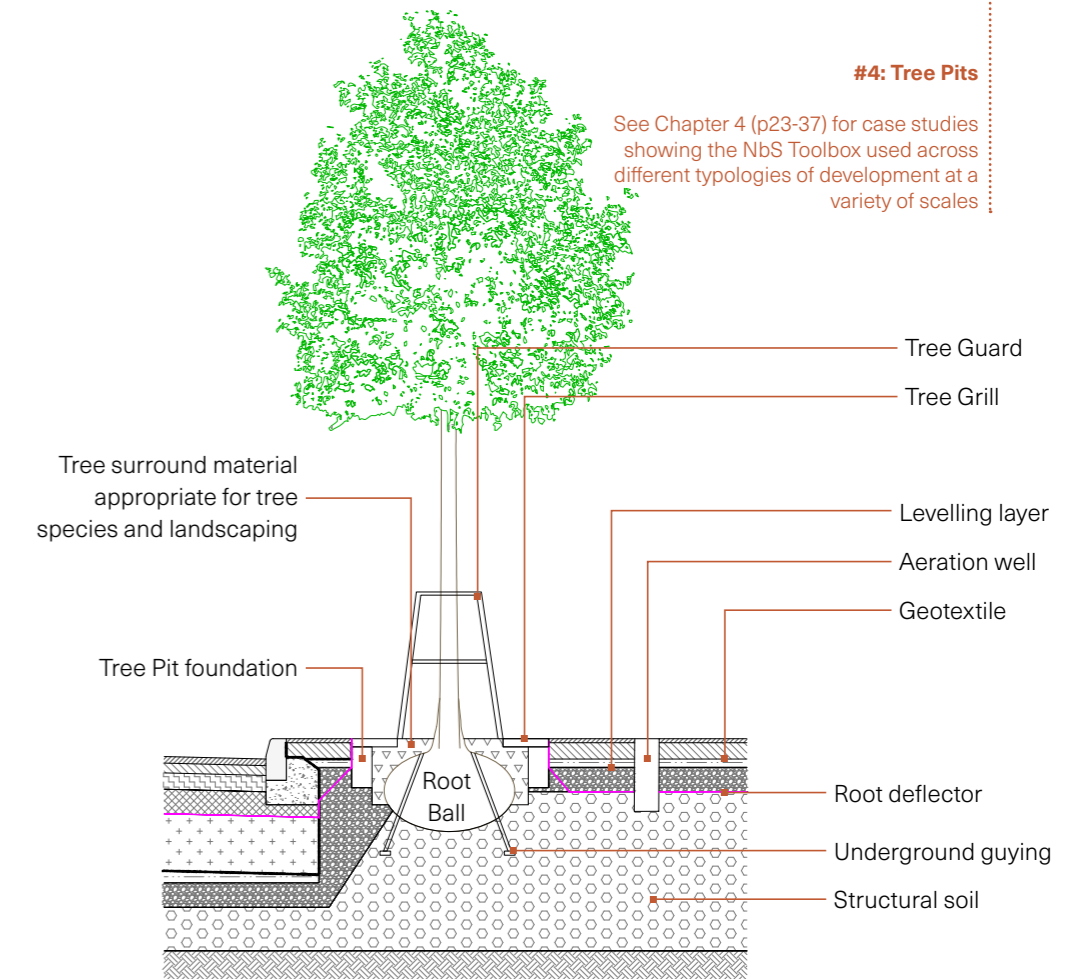 #4: Tree Pits
See Chapter 4 (p23-37) for case studies
showing the NbS Toolbox used across
different typologies of development at a
variety of scales
Tree Guard
Tree Grill
Tree surround material
appropriate for tree
species and landscaping
Levelling layer
Aeration well
Geotextile
Tree Pit foundation
Root
Ball
Root deflector
Underground guying
Structural soil